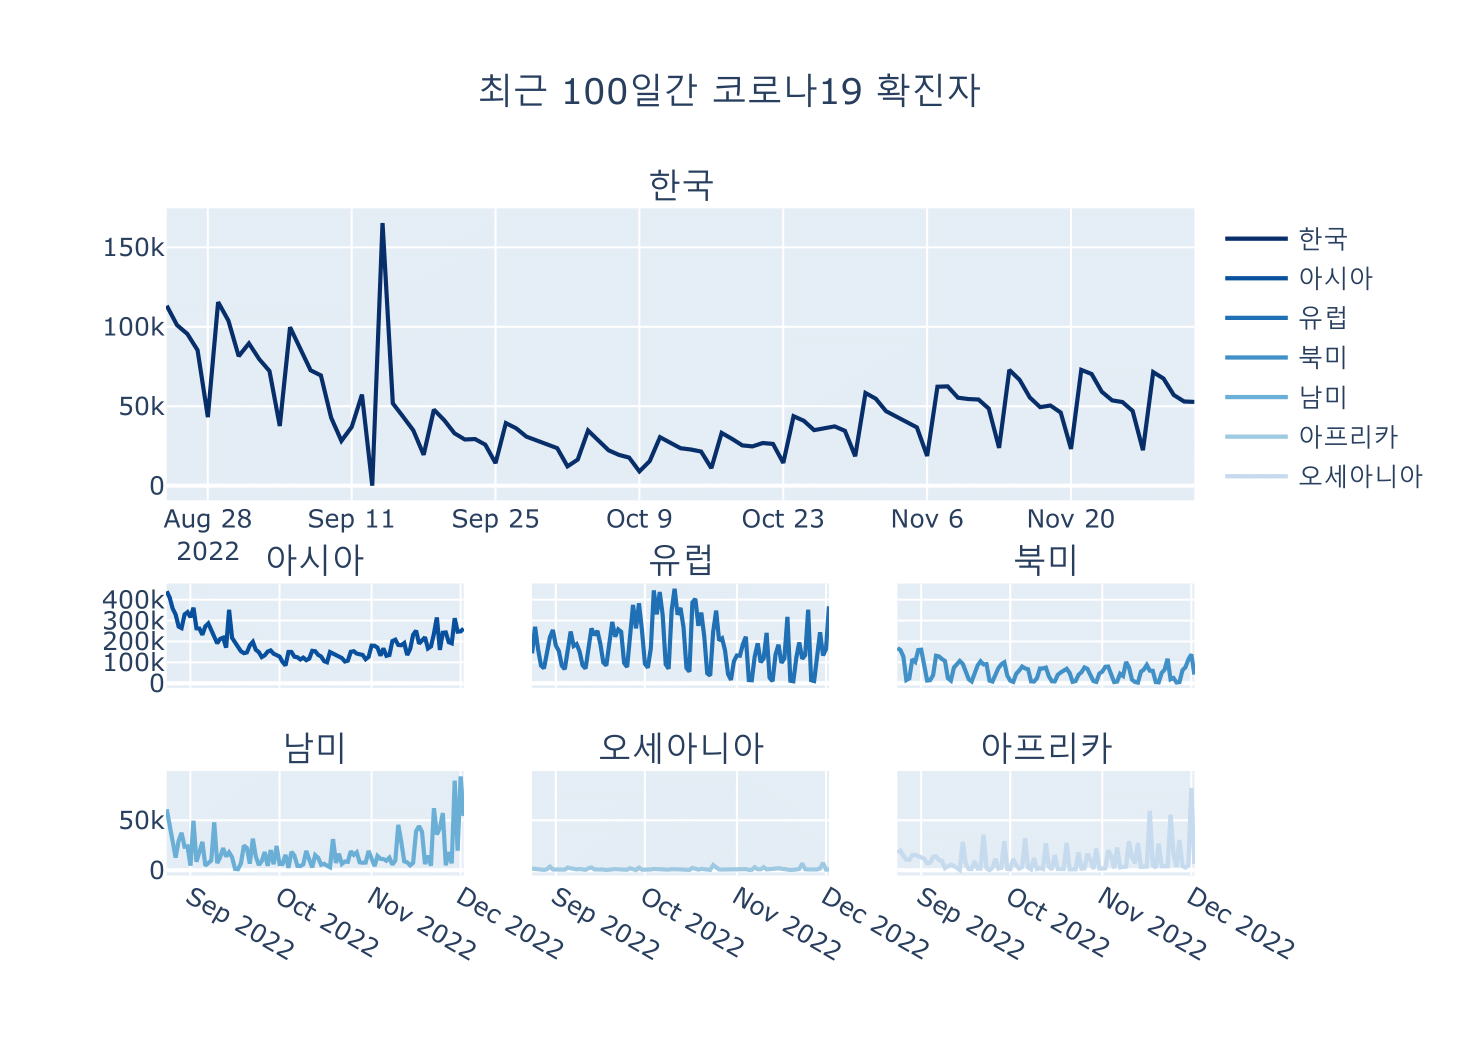 최근 100일간 코로나19 확진자
한국
150k
100k
50k
0
Aug 28
2022
Sep 11
Sep 25
Oct 9
Oct 23
Nov 6
Nov 20
한국
아시아
유럽
북미
남미
아프리카
오세아니아
아시아
유럽
북미
400k
300k
200k
100k
0
남미
오세아니아
아프리카
50k
0
Sep 2022
Oct 2022
Nov 2022
Dec 2022
Sep 2022
Oct 2022
Nov 2022
Dec 2022
Sep 2022
Oct 2022
Nov 2022
Dec 2022